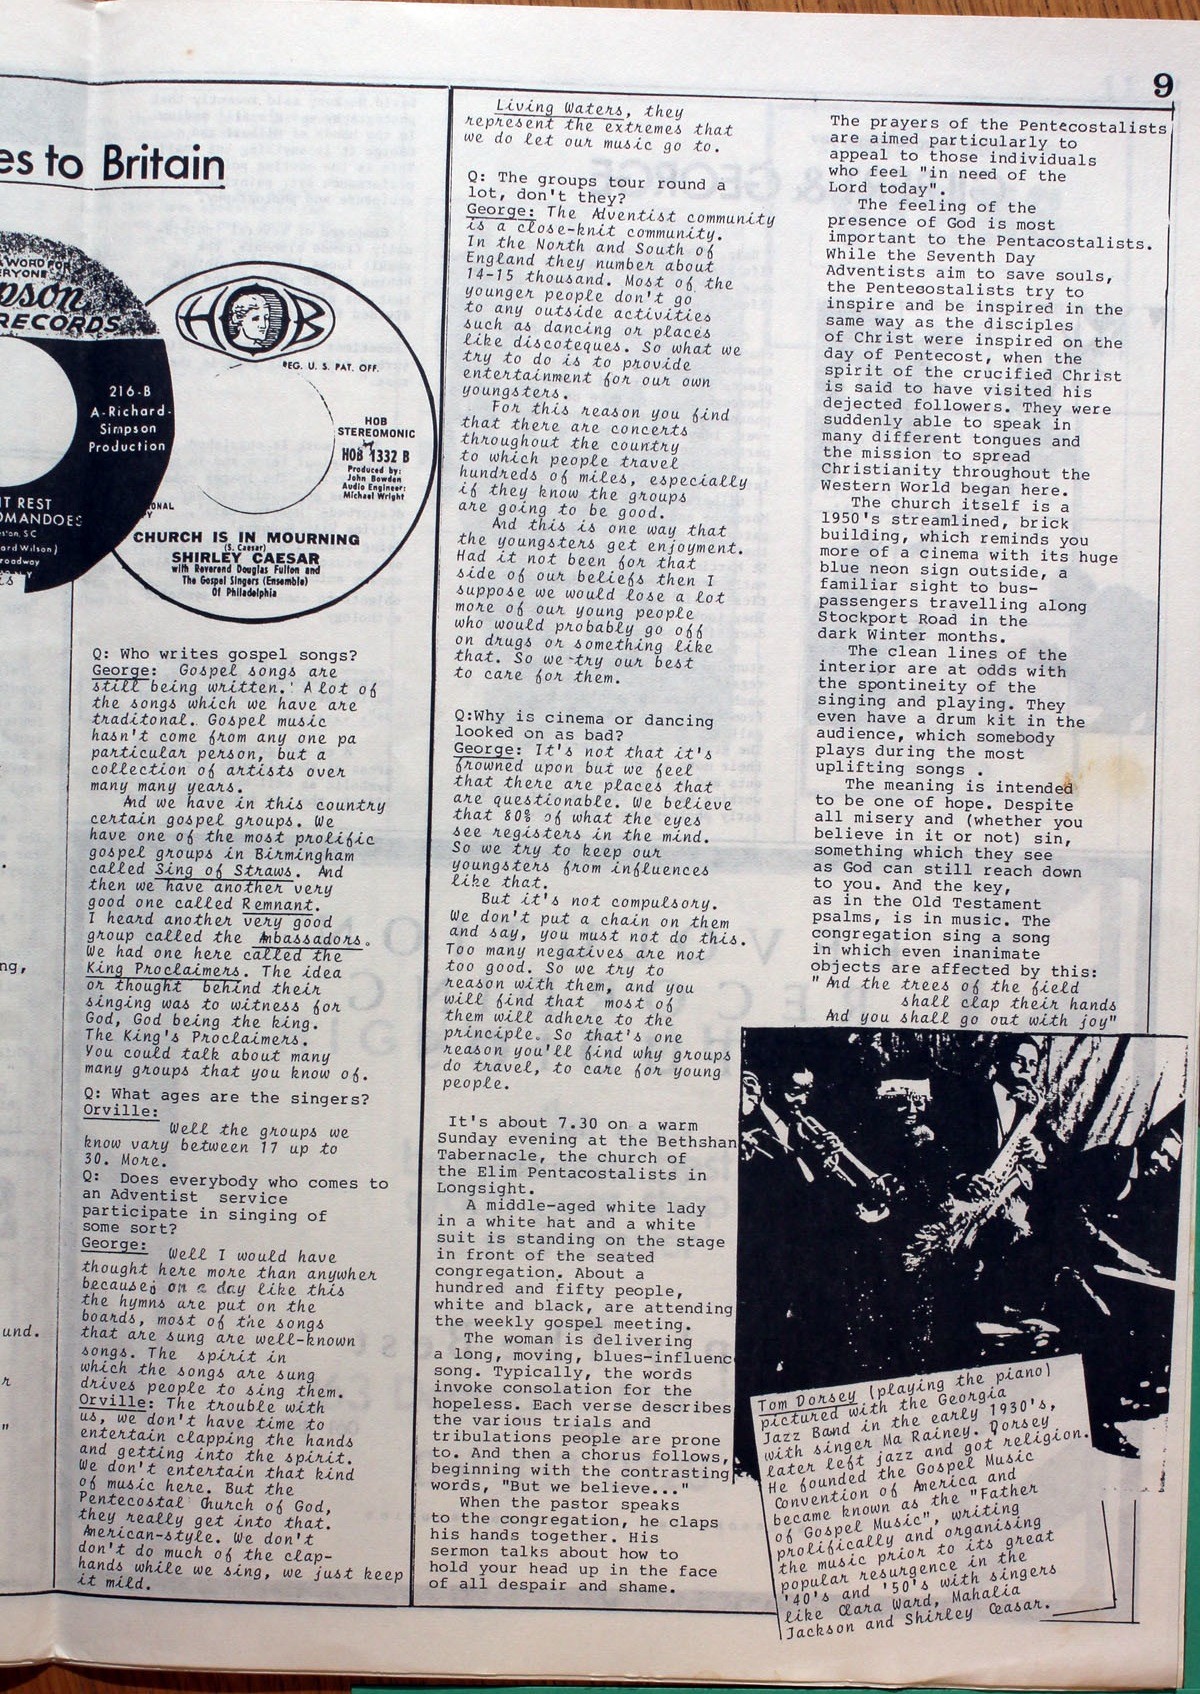 9
es to Britain
A WORD FOR
ERYONE
pson
RECORDS
216-B
A-Richard-
Simpson
Production
T REST
OMANDOES
ard Wilson)
roadway
HOB
REG. U. S. PAT. OFF.
HOB
STEREOMONIC
HOB 1332 B
Produced by:
John Bowden
Audio Engineer:
Michael Wright
CHURCH IS IN MOURNING
(S. Caesar)
SHIRLEY CAESAR
with Reverend Douglas Fulton and
The Gospel Singers (Ensemble)
Of Philadelphia
ng,
und.
Q: Who writes gospel songs?
George: Gospel songs are
still being written. A lot of
the songs which we have are
traditonal. Gospel music
hasn't come from any one pa
particular person, but a
collection of artists over
many many years.
And we have in this country
certain gospel groups. We
have one of the most prolific
gospel groups in Birmingham
called Sing of Straws. And
then we have another very
good one called Remnant.
I heard another very good
group called the Ambassadors.
We had one here called the
King Proclaimers. The idea
or thought behind their
singing was to witness for
God, God being the king.
The King's Proclaimers.
You could talk about many
many groups that you know of.
Q: What ages are the singers?
Orville:
Well the groups we
know vary between 17 up to
30. More.
Q: Does everybody who comes to
an Adventist service
participate in singing of
some sort?
George:
Well I would have
thought here more than anywher
because, on a day like this
the hymns are put on the
boards, most of the songs
that are sung are well-known
songs. The spirit in
which the songs are sung
drives people to sing them.
Orville: The trouble with
us, we don't have time to
entertain clapping the hands
and getting into the spirit.
We don't entertain that kind
of music here. But the
Pentecostal Church of God,
they really get into that.
American-style. We don't
don't do much of the clap-
hands while we sing, we just keep
it mild.
Living Waters, they
represent the extremes that
we do let our music go to.
Q: The groups tour round a
lot, don't they?
George: The Adventist community
is a close-knit community.
In the North and South of
England they number about
14-15 thousand. Most of the
younger people don't go
to any outside activities
such as dancing or places
like discoteques. So what we
try to do is to provide
entertainment for our own
youngsters.
For this reason you find
that there are concerts
throughout the country
to which people travel
hundreds of miles, especially
if they know the groups
are going to be good.
And this is one way that
the youngsters get enjoyment.
Had it not been for that
side of our beliefs then I
suppose we would lose a lot
more of our young people
who would probably go off
on drugs or something like
that. So we try our best
to care for them.
Q:Why is cinema or dancing
looked on as bad?
George: It's not that it's
frowned upon but we feel
that there are places that
are questionable. We believe
that 80% of what the eyes
see registers in the mind.
So we try to keep our
youngsters from influences
like that.
But it's not compulsory.
We don't put a chain on them
and say, you must not do this.
Too many negatives are not
too good. So we try to
reason with them, and you
will find that most of
them will adhere to the
principle. So that's one
reason you'll find why groups
do travel, to care for young
people.
It's about 7.30 on a warm
Sunday evening at the Bethshan
Tabernacle, the church of
the Elim Pentacostalists in
Longsight.
A middle-aged white lady
in a white hat and a white
suit is standing on the stage
in front of the seated
congregation. About a
hundred and fifty people,
white and black, are attending
the weekly gospel meeting.
The woman is delivering
a long, moving, blues-influenc
song. Typically, the words
invoke consolation for the
hopeless. Each verse describes
the various trials and
tribulations people are prone
to. And then a chorus follows,
beginning with the contrasting
words, "But we believe..."
When the pastor speaks
to the congregation, he claps
his hands together. His
sermon talks about how to
hold your head up in the face
of all despair and shame.
The prayers of the Pentecostalists
are aimed particularly to
appeal to those individuals
who feel "in need of the
Lord today".
The feeling of the
presence of God is most
important to the Pentacostalists.
While the Seventh Day
Adventists aim to save souls,
the Pentecostalists try to
inspire and be inspired in the
same way as the disciples
of Christ were inspired on the
day of Pentecost, when the
spirit of the crucified Christ
is said to have visited his
dejected followers. They were
suddenly able to speak in
many different tongues and
the mission to spread
Christianity throughout the
Western World began here.
The church itself is a
1950's streamlined, brick
building, which reminds you
more of a cinema with its huge
blue neon sign outside, a
familiar sight to bus-
passengers travelling along
Stockport Road in the
dark Winter months.
The clean lines of the
interior are at odds with
the spontineity of the
singing and playing. They
even have a drum kit in the
audience, which somebody
plays during the most
uplifting songs .
The meaning is intended
to be one of hope. Despite
all misery and (whether you
believe in it or not) sin,
something which they see
as God can still reach down
to you. And the key,
as in the Old Testament
psalms, is in music. The
congregation sing a song
in which even inanimate
objects are affected by this:
"And the trees of the field
shall clap their hands
And you shall go out with joy"
Tom Dorsey (playing the piano)
pictured with the Georgia
Jazz Band in the early 1930's,
with singer Ma Rainey. Dorsey
later left jazz and got religion.
He founded the Gospel Music
Convention of America and
became known as the "Father
of Gospel Music", writing
prolifically and organising
the music prior to its great
popular resurgence in the
'40's and '50's with singers
like Clara Ward, Mahalia
Jackson and Shirley Ceasar.